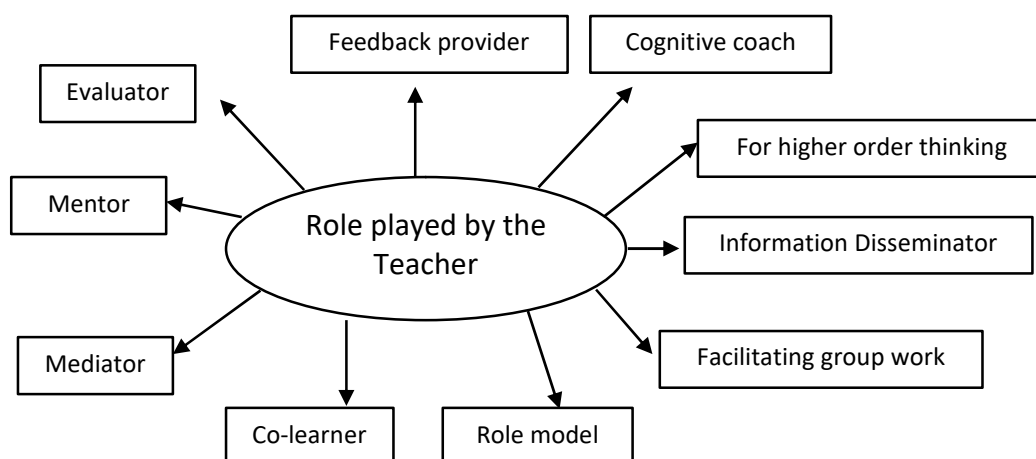 Feedback provider
Cognitive coach
Evaluator
For higher order thinking
Mentor
Role played by the
Teacher
Information Disseminator
Mediator
Facilitating group work
Co-learner
Role model